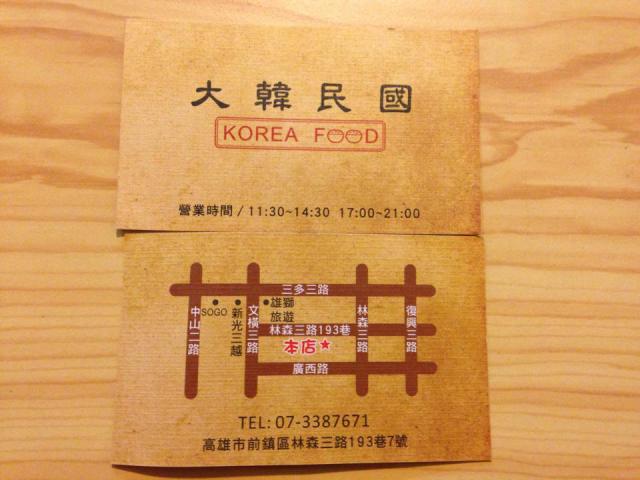 大韓民國
KOREA FOOD
營業時間 / 11:30~14:30 17:00~21:00
三多三路
中山二路
SOGO
新光三越
文橫三路
雄獅
旅遊
林森三路
復興三路
林森三路193巷
本店★
廣西路
TEL: 07-3387671
高雄市前鎮區林森三路193巷7號